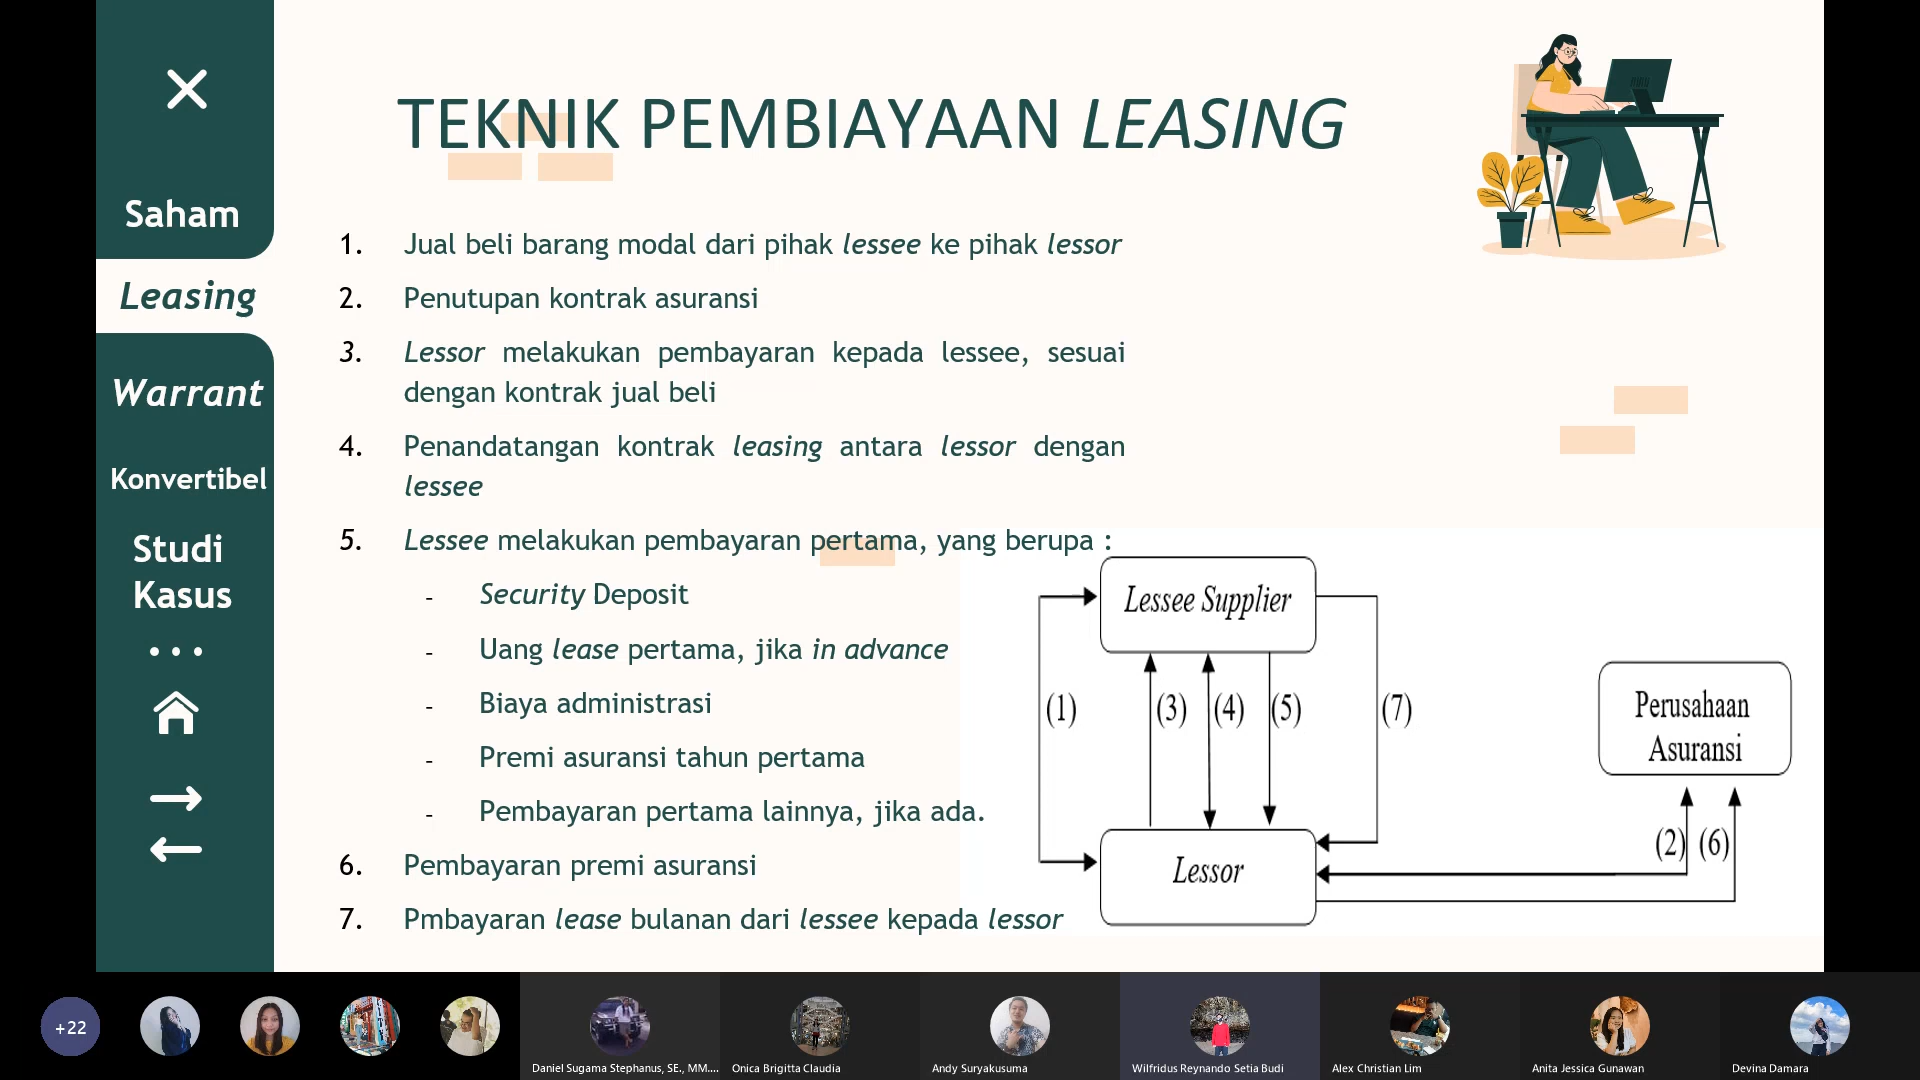 Saham
Leasing
Warrant
Konvertibel
Studi
Kasus
TEKNIK PEMBIAYAAN LEASING
1. Jual beli barang modal dari pihak lessee ke pihak lessor
2. Penutupan kontrak asuransi
3. Lessor melakukan pembayaran kepada lessee, sesuai
dengan kontrak jual beli
4. Penandatangan kontrak leasing antara lessor dengan
lessee
5. Lessee melakukan pembayaran pertama, yang berupa :
- Security Deposit
- Uang lease pertama, jika in advance
- Biaya administrasi
- Premi asuransi tahun pertama
- Pembayaran pertama lainnya, jika ada.
6. Pembayaran premi asuransi
7. Pmbayaran lease bulanan dari lessee kepada lessor
Lessee Supplier
(1) (3) (4) (5) (7)
Perusahaan
Asuransi
(2) (6)
Lessor
+22
Daniel Sugama Stephanus, SE., MM....
Onica Brigitta Claudia
Andy Suryakusuma
Wilfridus Reynando Setia Budi
Alex Christian Lim
Anita Jessica Gunawan
Devina Damara